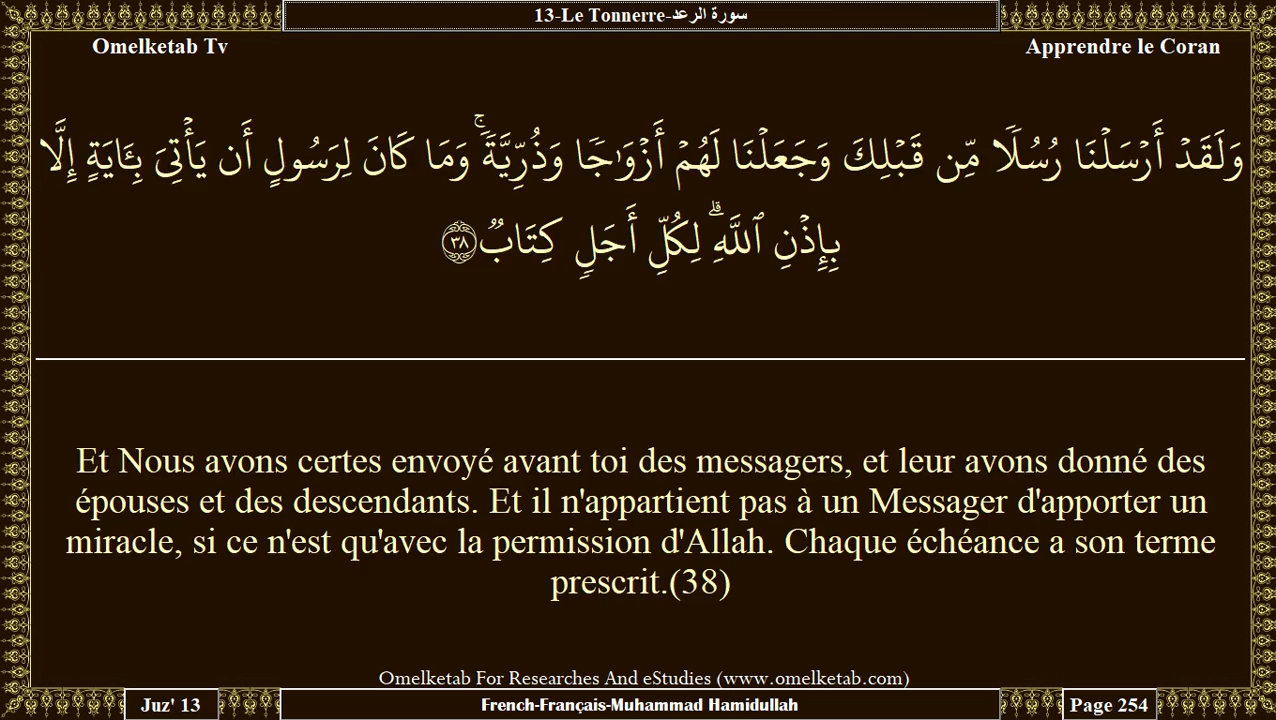 13-Le Tonnerre-سورة الرعد
Omelketab Tv
Apprendre le Coran
وَلَقَدۡ أَرۡسَلۡنَا رُسُلٗا مِّن قَبۡلِكَ وَجَعَلۡنَا لَهُمۡ أَزۡوَٰجٗا وَذُرِّيَّةٗۚ وَمَا كَانَ لِرَسُولٍ أَن يَأۡتِيَ بِـَٔايَةٍ إِلَّا
بِإِذۡنِ ٱللَّهِۗ لِكُلِّ أَجَلٖ كِتَابٞ ٣٨
Et Nous avons certes envoyé avant toi des messagers, et leur avons donné des
épouses et des descendants. Et il n'appartient pas à un Messager d'apporter un
miracle, si ce n'est qu'avec la permission d'Allah. Chaque échéance a son terme
prescrit.(38)
Omelketab For Researches And eStudies (www.omelketab.com)
Juz' 13
French-Français-Muhammad Hamidullah
Page 254